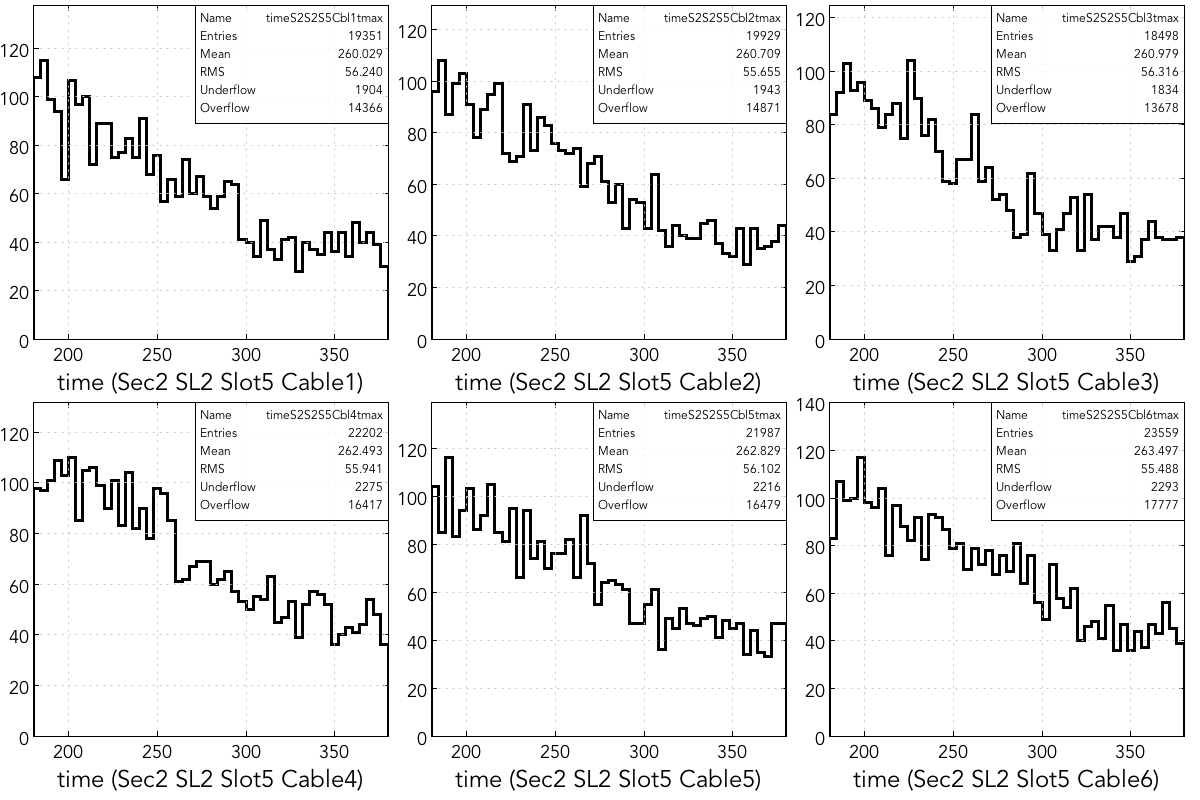 Name timeS2S2S5Cbl1tmax
Entries 19351
Mean 260.029
RMS 56.240
Underflow 1904
Overflow 14366
120
100
80
60
40
20
0
200 250 300 350
time (Sec2 SL2 Slot5 Cable1)
Name timeS2S2S5Cbl2tmax
Entries 19929
Mean 260.709
RMS 55.655
Underflow 1943
Overflow 14871
120
100
80
60
40
20
0
200 250 300 350
time (Sec2 SL2 Slot5 Cable2)
Name timeS2S2S5Cbl3tmax
Entries 18498
Mean 260.979
RMS 56.316
Underflow 1834
Overflow 13678
120
100
80
60
40
20
0
200 250 300 350
time (Sec2 SL2 Slot5 Cable3)
Name timeS2S2S5Cbl4tmax
Entries 22202
Mean 262.493
RMS 55.941
Underflow 2275
Overflow 16417
120
100
80
60
40
20
0
200 250 300 350
time (Sec2 SL2 Slot5 Cable4)
Name timeS2S2S5Cbl5tmax
Entries 21987
Mean 262.829
RMS 56.102
Underflow 2216
Overflow 16479
120
100
80
60
40
20
0
200 250 300 350
time (Sec2 SL2 Slot5 Cable5)
Name timeS2S2S5Cbl6tmax
Entries 23559
Mean 263.497
RMS 55.488
Underflow 2293
Overflow 17777
140
120
100
80
60
40
20
0
200 250 300 350
time (Sec2 SL2 Slot5 Cable6)